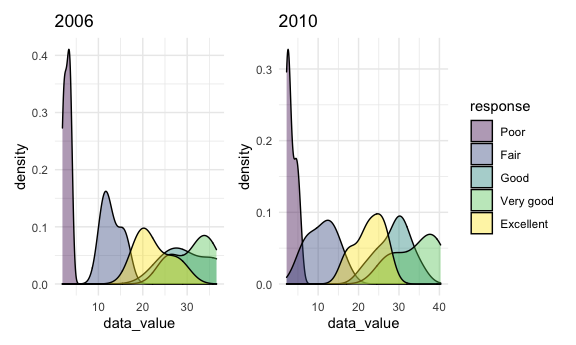 2006
0.4
0.3
0.2
0.1
0.0
density
10 20 30
data_value
2010
0.3
0.2
0.1
0.0
density
10 20 30 40
data_value
response
Poor
Fair
Good
Very good
Excellent